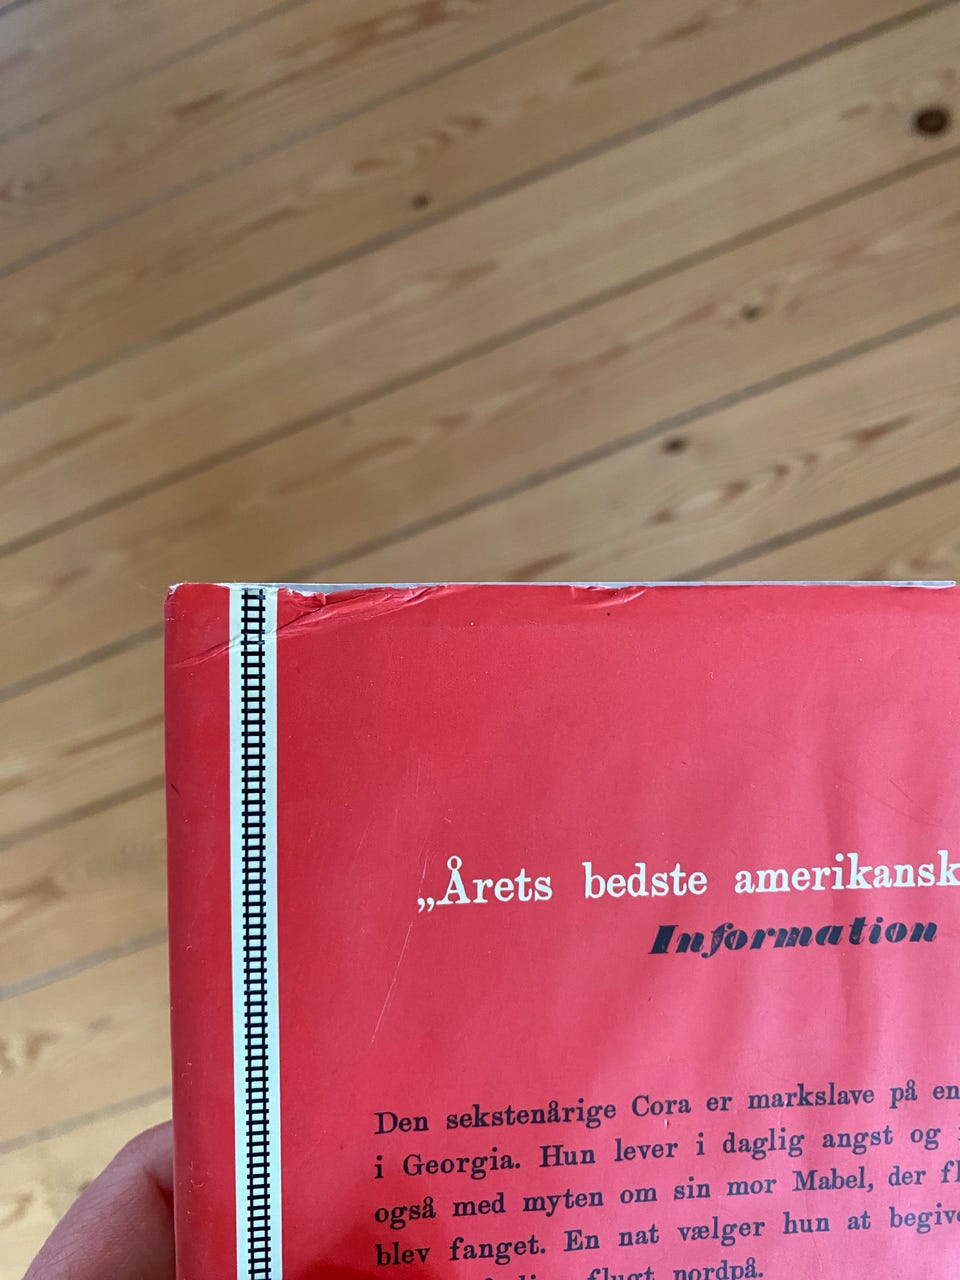 „Årets bedste amerikansk
Information
Den sekstenårige Cora er markslave på en
i Georgia. Hun lever i daglig angst og
også med myten om sin mor Mabel, der fl
blev fanget. En nat vælger hun at begive
flugt nordpå.